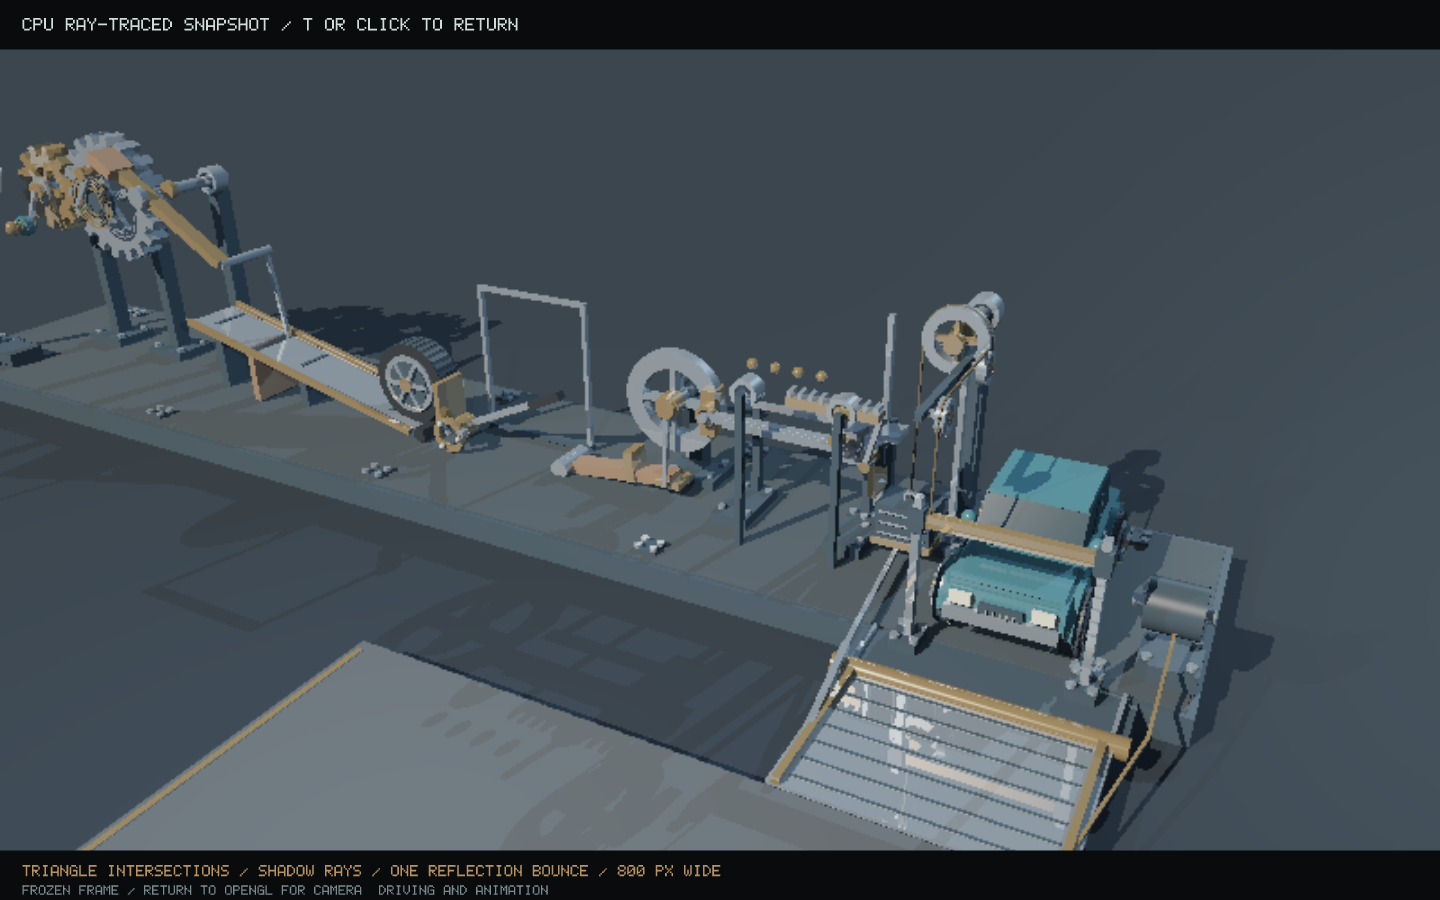 CPU RAY-TRACED SNAPSHOT / T OR CLICK TO RETURN
TRIANGLE INTERSECTIONS / SHADOW RAYS / ONE REFLECTION BOUNCE / 800 PX WIDE
FROZEN FRAME / RETURN TO OPENGL FOR CAMERA  DRIVING AND ANIMATION